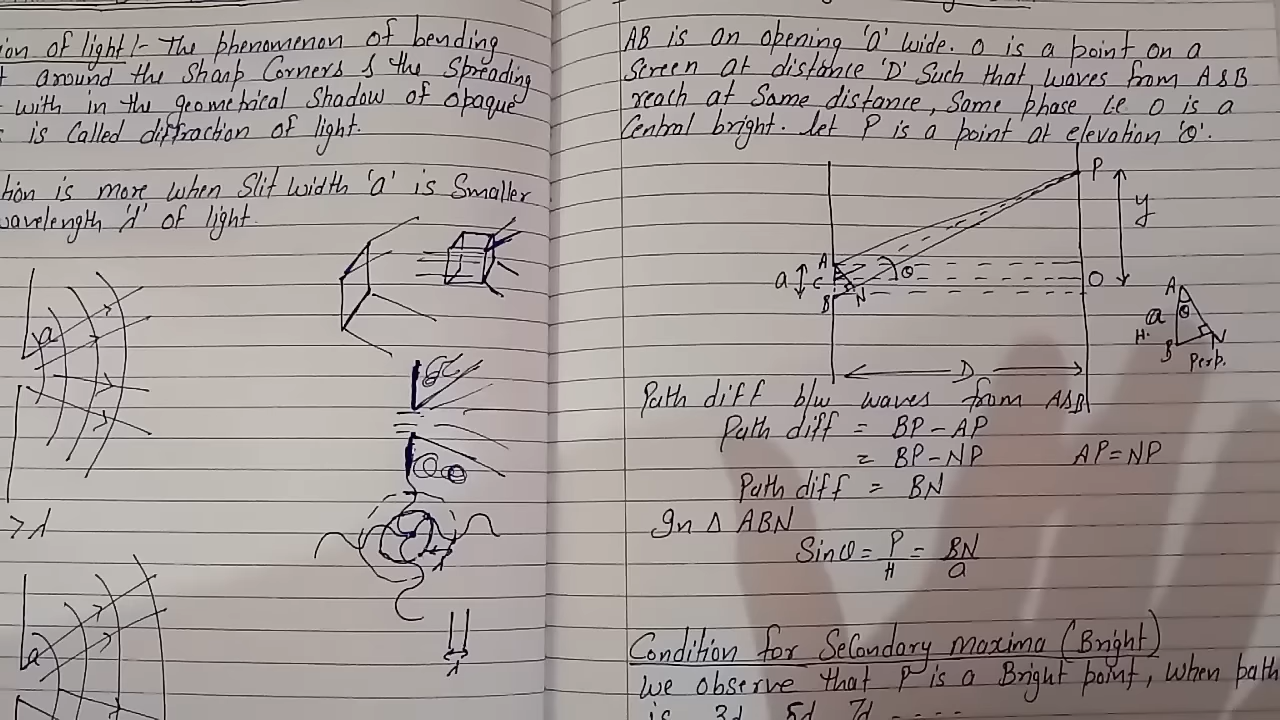 ion of light :- The phenomenon of bending
around the Sharp Corners & the Spreading
with in the geometrical Shadow of opaque
is Called diffraction of light.
tion is more when Slit width 'a' is Smaller
wavelength 'λ' of light.
a
> λ
a
λ
AB is an opening 'a' wide. O is a point on a
Screen at distance 'D' Such that waves from A & B
reach at Same distance, Same phase i.e O is a
Central bright. Let P is a point at elevation 'θ'.
P
y
A
a
C
θ
O
B
N
A
a
θ
H.
B
N
Perp.
D
Path diff b/w waves from A&B
Path diff = BP - AP
= BP - NP AP = NP
Path diff = BN
In Δ ABN
Sinθ = P/H = BN/a
Condition for Secondary maxima (Bright)
We observe that P is a Bright point, when path
is 3λ 5λ 7λ - - - - -